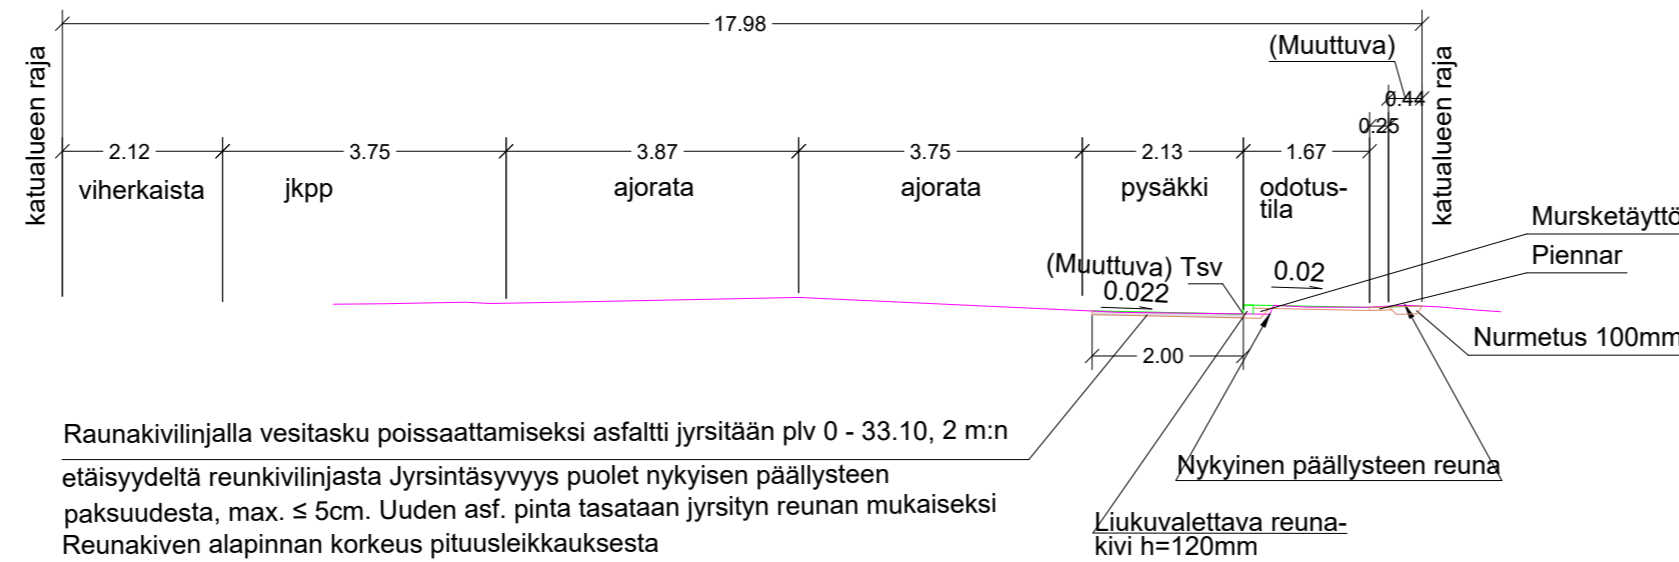 17.98
(Muuttuva)
katualueen raja
katualueen raja
0.44
0.25
2.12
3.75
3.87
3.75
2.13
1.67
viherkaista
jkpp
ajorata
ajorata
pysäkki
odotus-
tila
Mursketäyttö
Piennar
(Muuttuva) Tsv
0.022
0.02
Nurmetus 100mm
2.00
Raunakivilinjalla vesitasku poissaattamiseksi asfaltti jyrsitään plv 0 - 33.10, 2 m:n
etäisyydeltä reunkivilinjasta Jyrsintäsyvyys puolet nykyisen päällysteen
paksuudesta, max. ≤ 5cm. Uuden asf. pinta tasataan jyrsityn reunan mukaiseksi
Reunakiven alapinnan korkeus pituusleikkauksesta
Nykyinen päällysteen reuna
Liukuvalettava reuna-
kivi h=120mm